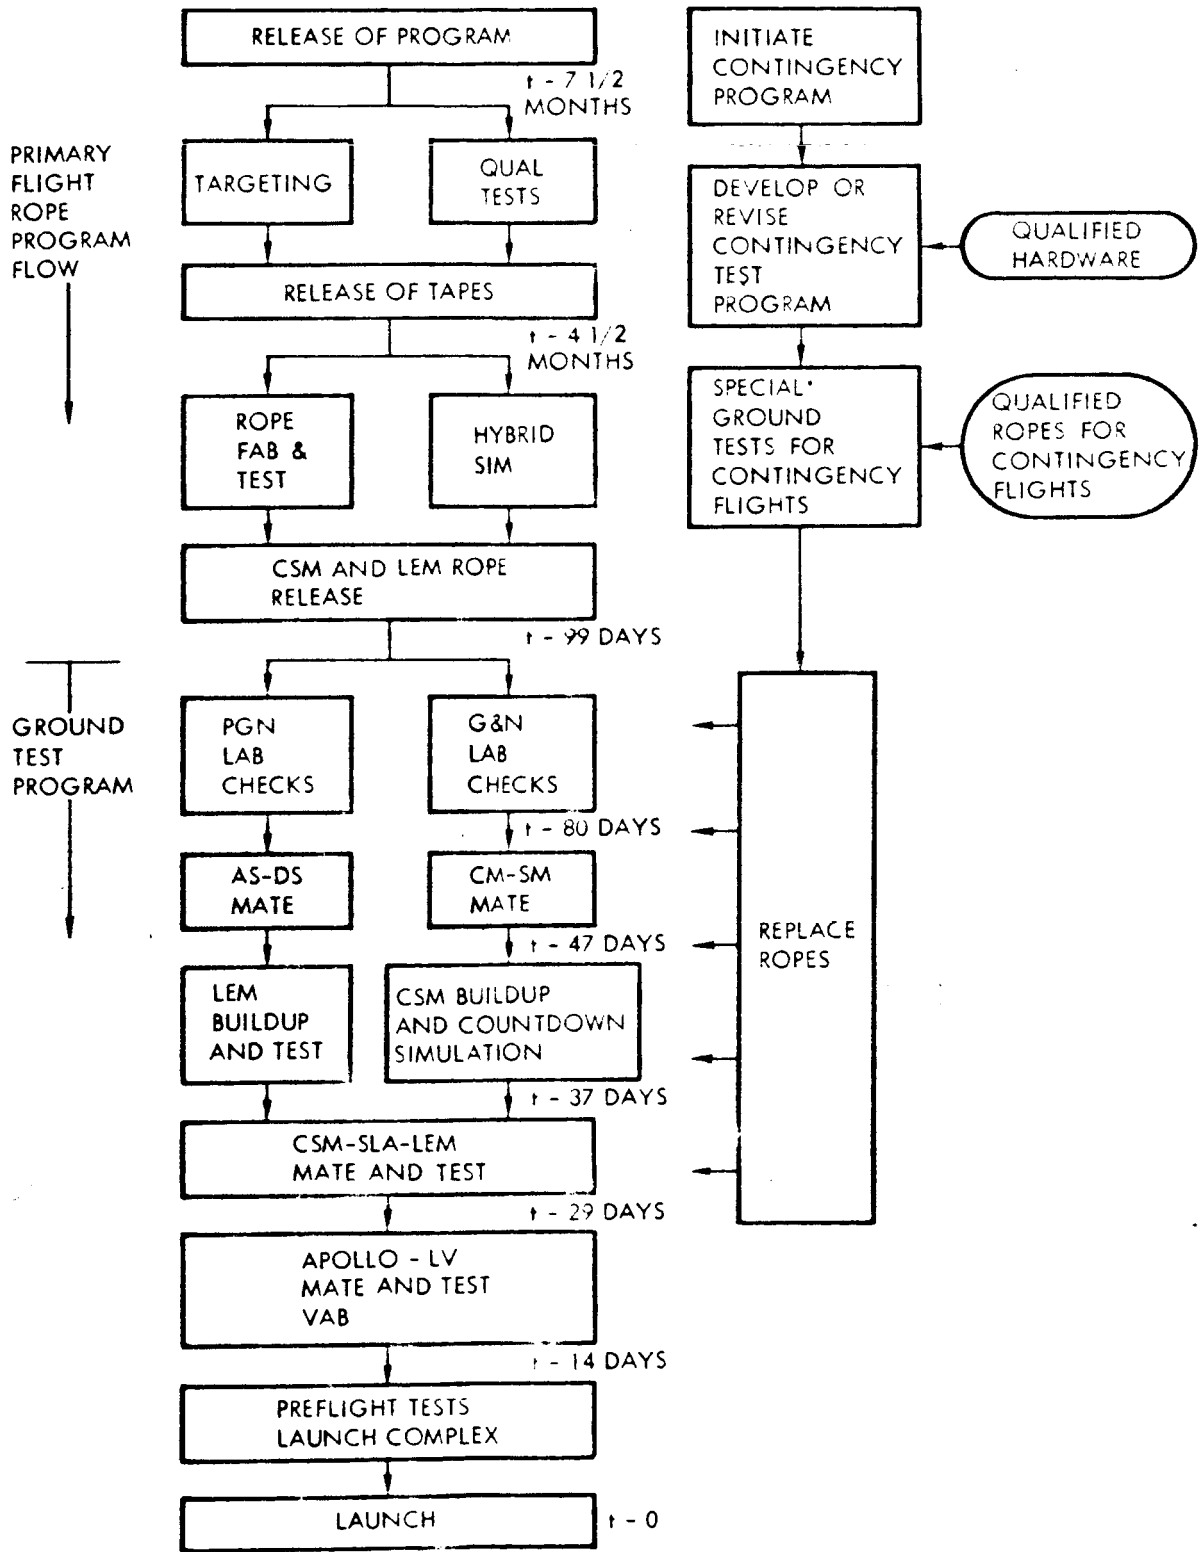 RELEASE OF PROGRAM
t - 7 1/2
MONTHS
TARGETING
QUAL
TESTS
RELEASE OF TAPES
t - 4 1/2
MONTHS
ROPE
FAB &
TEST
HYBRID
SIM
CSM AND LEM ROPE
RELEASE
t - 99 DAYS
PGN
LAB
CHECKS
G&N
LAB
CHECKS
t - 80 DAYS
AS-DS
MATE
CM-SM
MATE
t - 47 DAYS
LEM
BUILDUP
AND TEST
CSM BUILDUP
AND COUNTDOWN
SIMULATION
t - 37 DAYS
CSM-SLA-LEM
MATE AND TEST
t - 29 DAYS
APOLLO - LV
MATE AND TEST
VAB
t - 14 DAYS
PREFLIGHT TESTS
LAUNCH COMPLEX
LAUNCH
t - 0
PRIMARY
FLIGHT
ROPE
PROGRAM
FLOW
GROUND
TEST
PROGRAM
INITIATE
CONTINGENCY
PROGRAM
DEVELOP OR
REVISE
CONTINGENCY
TEST
PROGRAM
QUALIFIED
HARDWARE
SPECIAL
GROUND
TESTS FOR
CONTINGENCY
FLIGHTS
QUALIFIED
ROPES FOR
CONTINGENCY
FLIGHTS
REPLACE
ROPES